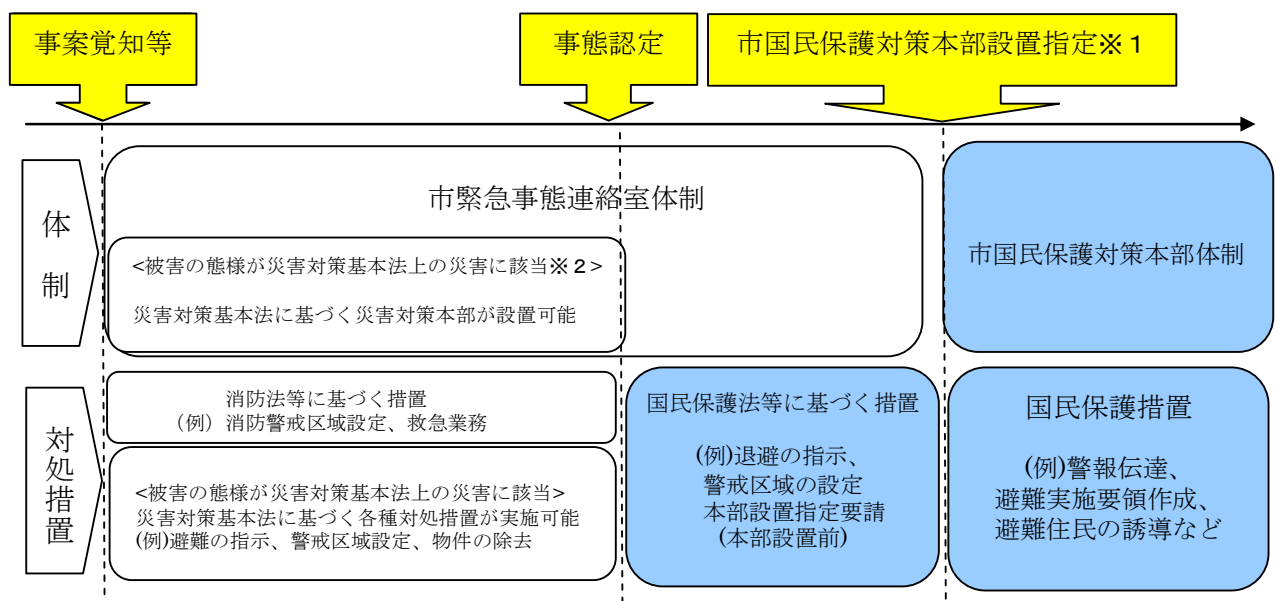 事案覚知等
事態認定
市国民保護対策本部設置指定※1
体制
市緊急事態連絡室体制
<被害の態様が災害対策基本法上の災害に該当※2>
災害対策基本法に基づく災害対策本部が設置可能
市国民保護対策本部体制
対処措置
消防法等に基づく措置
(例) 消防警戒区域設定、救急業務
<被害の態様が災害対策基本法上の災害に該当>
災害対策基本法に基づく各種対処措置が実施可能
(例)避難の指示、警戒区域設定、物件の除去
国民保護法等に基づく措置
(例)退避の指示、
警戒区域の設定
本部設置指定要請
(本部設置前)
国民保護措置
(例)警報伝達、
避難実施要領作成、
避難住民の誘導など